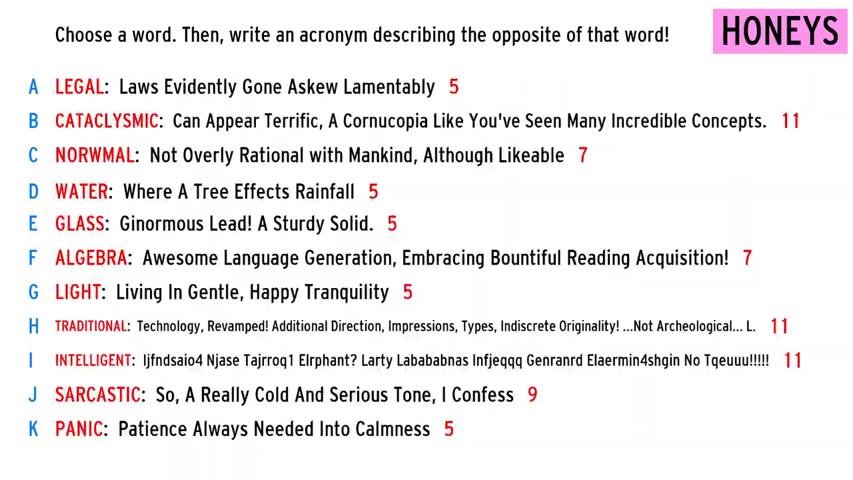 Choose a word. Then, write an acronym describing the opposite of that word!
HONEYS
A LEGAL: Laws Evidently Gone Askew Lamentably 5
B CATACLYSMIC: Can Appear Terrific, A Cornucopia Like You've Seen Many Incredible Concepts. 11
C NORWMAL: Not Overly Rational with Mankind, Although Likeable 7
D WATER: Where A Tree Effects Rainfall 5
E GLASS: Ginormous Lead! A Sturdy Solid. 5
F ALGEBRA: Awesome Language Generation, Embracing Bountiful Reading Acquisition! 7
G LIGHT: Living In Gentle, Happy Tranquility 5
H TRADITIONAL: Technology, Revamped! Additional Direction, Impressions, Types, Indiscrete Originality! ...Not Archeological... L. 11
I INTELLIGENT: Ijfndsaio4 Njase Tajrroq1 Elrphant? Larty Labababnas Infjeqqq Genranrd Elaermin4shgin No Tqeuuu!!!!! 11
J SARCASTIC: So, A Really Cold And Serious Tone, I Confess 9
K PANIC: Patience Always Needed Into Calmness 5